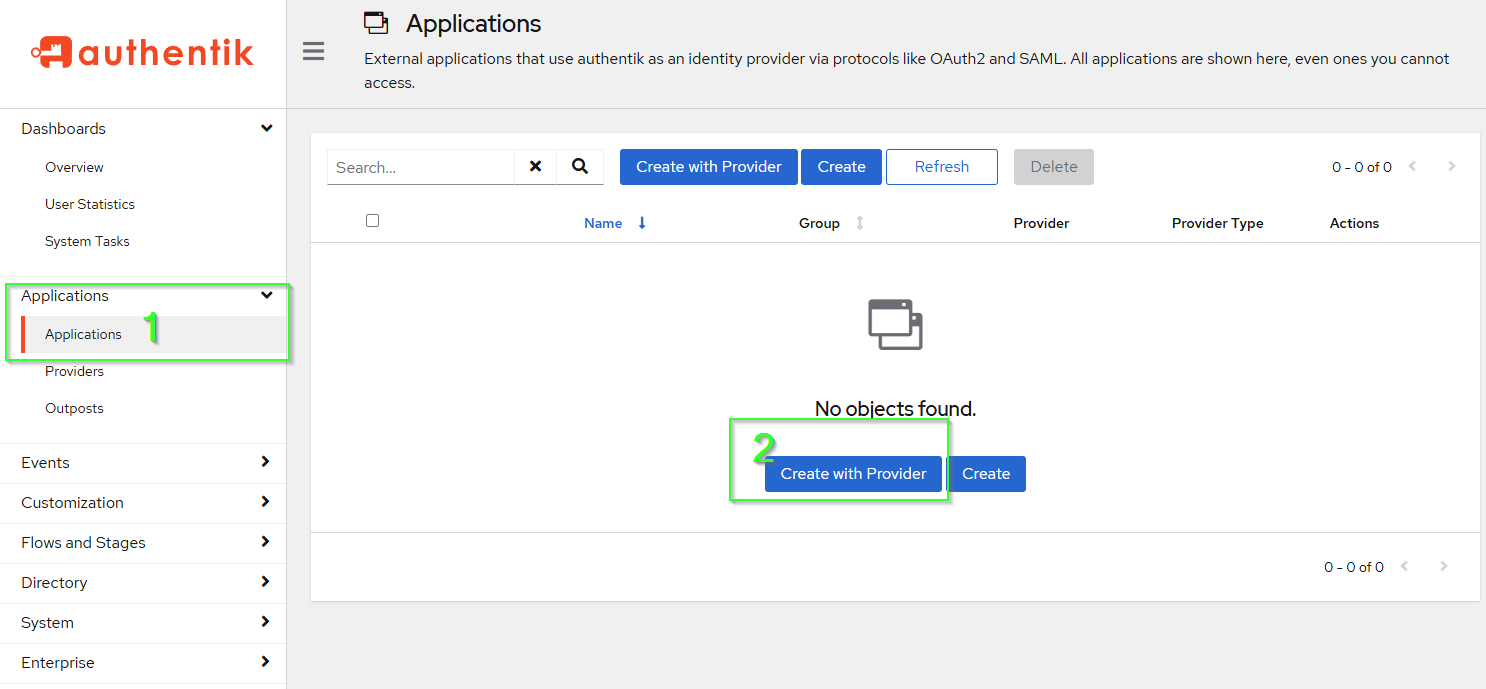 authentik
Applications
External applications that use authentik as an identity provider via protocols like OAuth2 and SAML. All applications are shown here, even ones you cannot
access.
Dashboards
Overview
User Statistics
System Tasks
Applications
Applications
1
Providers
Outposts
Events
Customization
Flows and Stages
Directory
System
Enterprise
Search...
Create with Provider
Create
Refresh
Delete
0 - 0 of 0
Name
Group
Provider
Provider Type
Actions
No objects found.
2
Create with Provider
Create
0 - 0 of 0